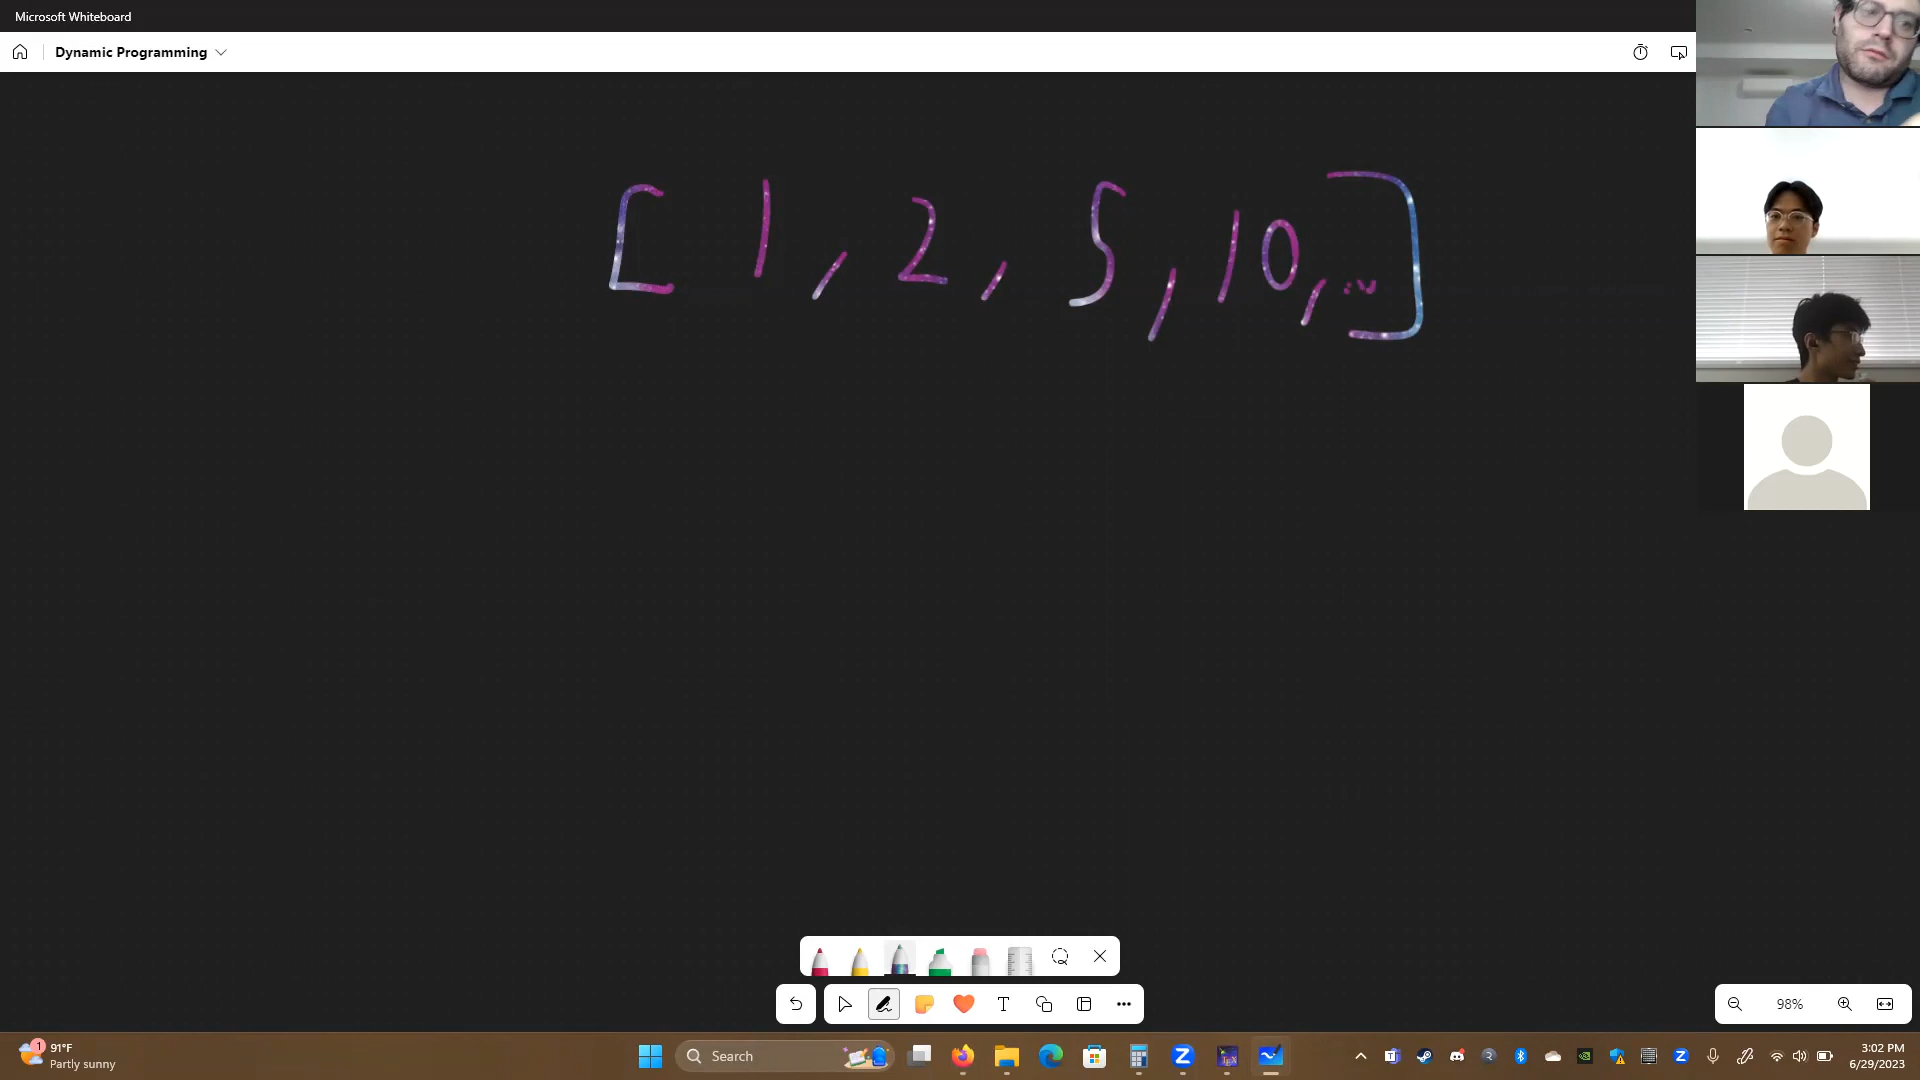 Microsoft Whiteboard
Dynamic Programming
[ 1, 2, 5, 10, ... ]
98%
1
91°F
Partly sunny
Search
3:02 PM
6/29/2023